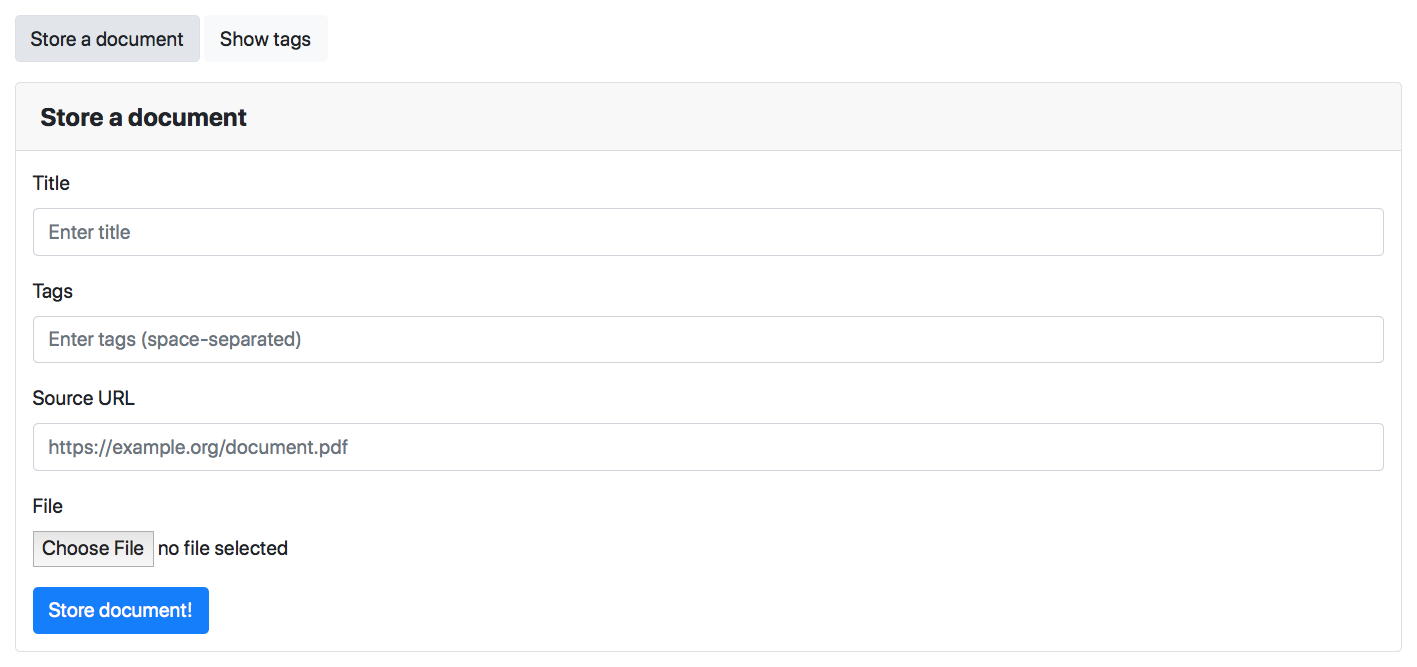 Store a document Show tags
Store a document
Title
Enter title
Tags
Enter tags (space-separated)
Source URL
https://example.org/document.pdf
File
Choose File no file selected
Store document!